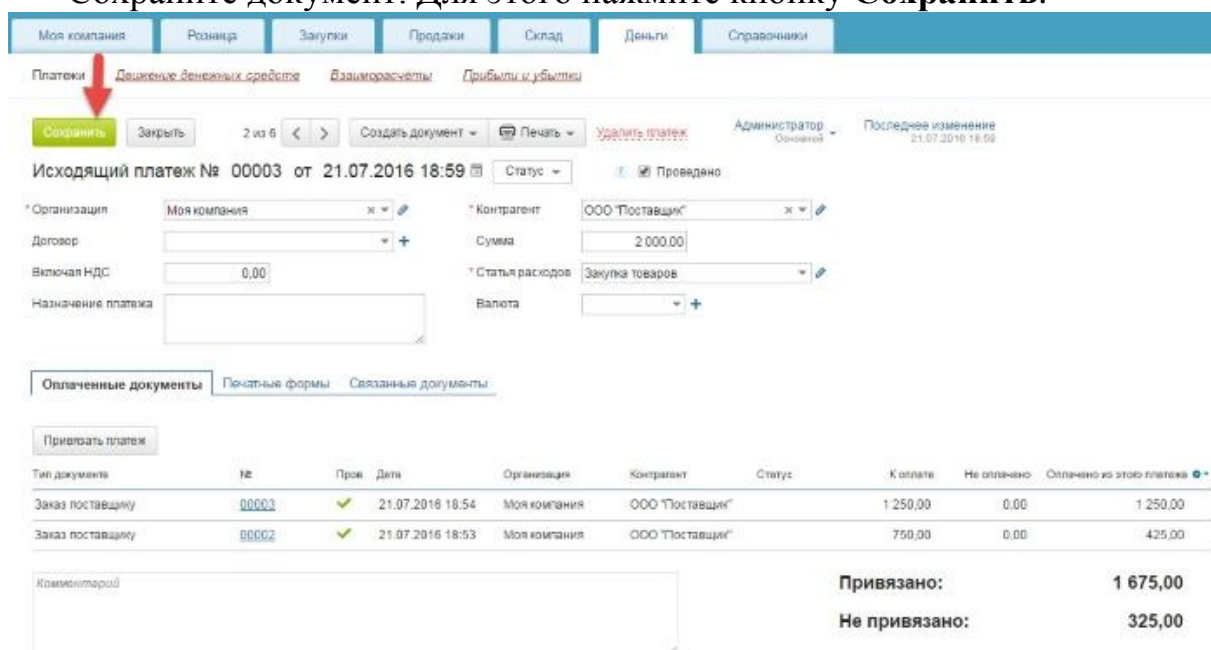 Сохраните документ. Для этого нажмите кнопку Сохранить.
Моя компания Розница Закупки Продажи Склад Деньги Справочники
Платежи Движение денежных средств Взаиморасчёты Прибыли и убытки
Сохранить Закрыть 2 из 6 Создать документ Печать Удалить платеж Администратор Последнее изменение
Основной 21.07.2016 18:59
Исходящий платеж № 00003 от 21.07.2016 18:59 Статус ? Проведено
* Организация Моя компания * Контрагент ООО "Поставщик"
Договор Сумма 2 000,00
Включая НДС 0,00 * Статья расходов Закупка товаров
Назначение платежа Валюта
Оплаченные документы Печатные формы Связанные документы
Привязать платеж
Тип документа № Пров Дата Организация Контрагент Статус К оплате Не оплачено Оплачено из этого платежа
Заказ поставщику 00003 21.07.2016 18:54 Моя компания ООО "Поставщик" 1 250,00 0,00 1 250,00
Заказ поставщику 00002 21.07.2016 18:53 Моя компания ООО "Поставщик" 750,00 0,00 425,00
Комментарий
Привязано: 1 675,00
Не привязано: 325,00